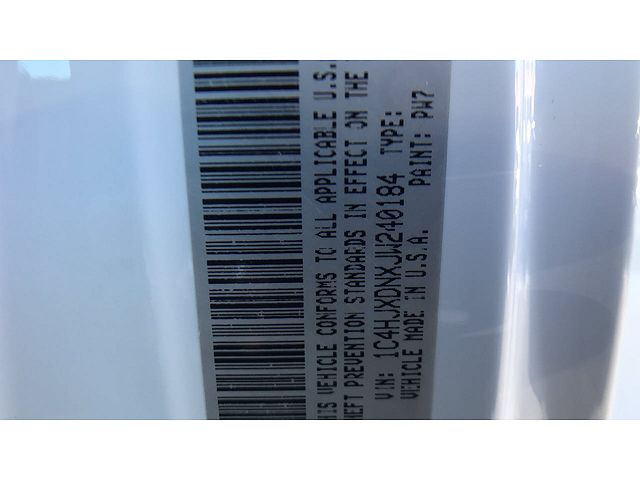 HIS VEHICLE CONFORMS TO ALL APPLICABLE U.S.
HEFT PREVENTION STANDARDS IN EFFECT ON THE
VIN: 1C4HJXDNXJW240184 TYPE:
VEHICLE MADE IN U.S.A. PAINT: PW7